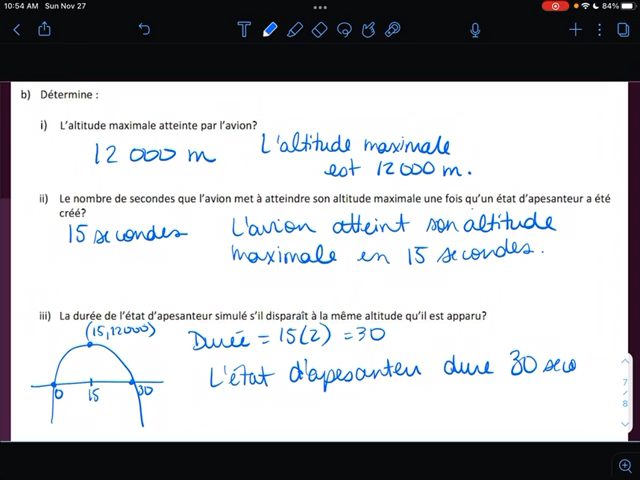 10:54 AM Sun Nov 27
84%
b) Détermine :
i) L'altitude maximale atteinte par l'avion?
12 000 m
L'altitude maximale
est 12 000 m.
ii) Le nombre de secondes que l'avion met à atteindre son altitude maximale une fois qu'un état d'apesanteur a été
créé?
15 secondes
L'avion atteint son altitude
maximale en 15 secondes.
iii) La durée de l'état d'apesanteur simulé s'il disparaît à la même altitude qu'il est apparu?
(15, 12000)
Durée = 15(2) = 30
L'état d'apesanteu dure 30 seco
0 15 30
7
/
8